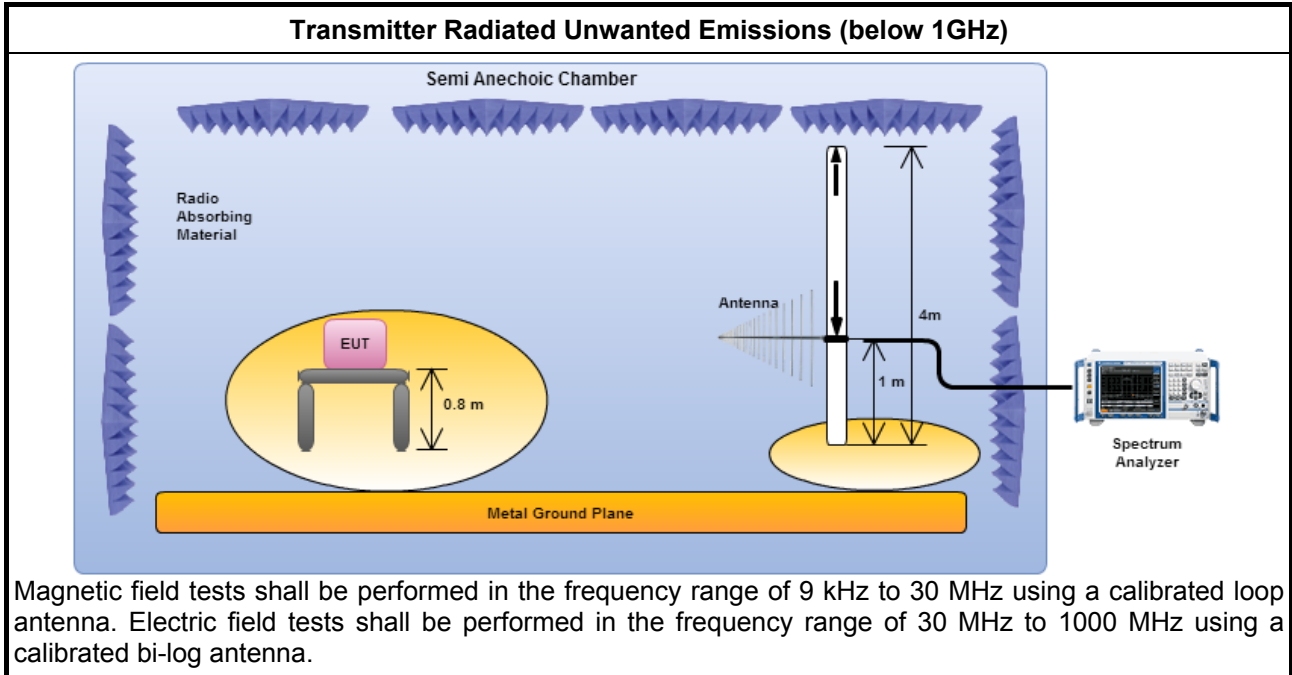 Transmitter Radiated Unwanted Emissions (below 1GHz)
Semi Anechoic Chamber
Radio
Absorbing
Material
Antenna
4m
EUT
1 m
0.8 m
Spectrum
Analyzer
Metal Ground Plane
Magnetic field tests shall be performed in the frequency range of 9 kHz to 30 MHz using a calibrated loop
antenna. Electric field tests shall be performed in the frequency range of 30 MHz to 1000 MHz using a
calibrated bi-log antenna.